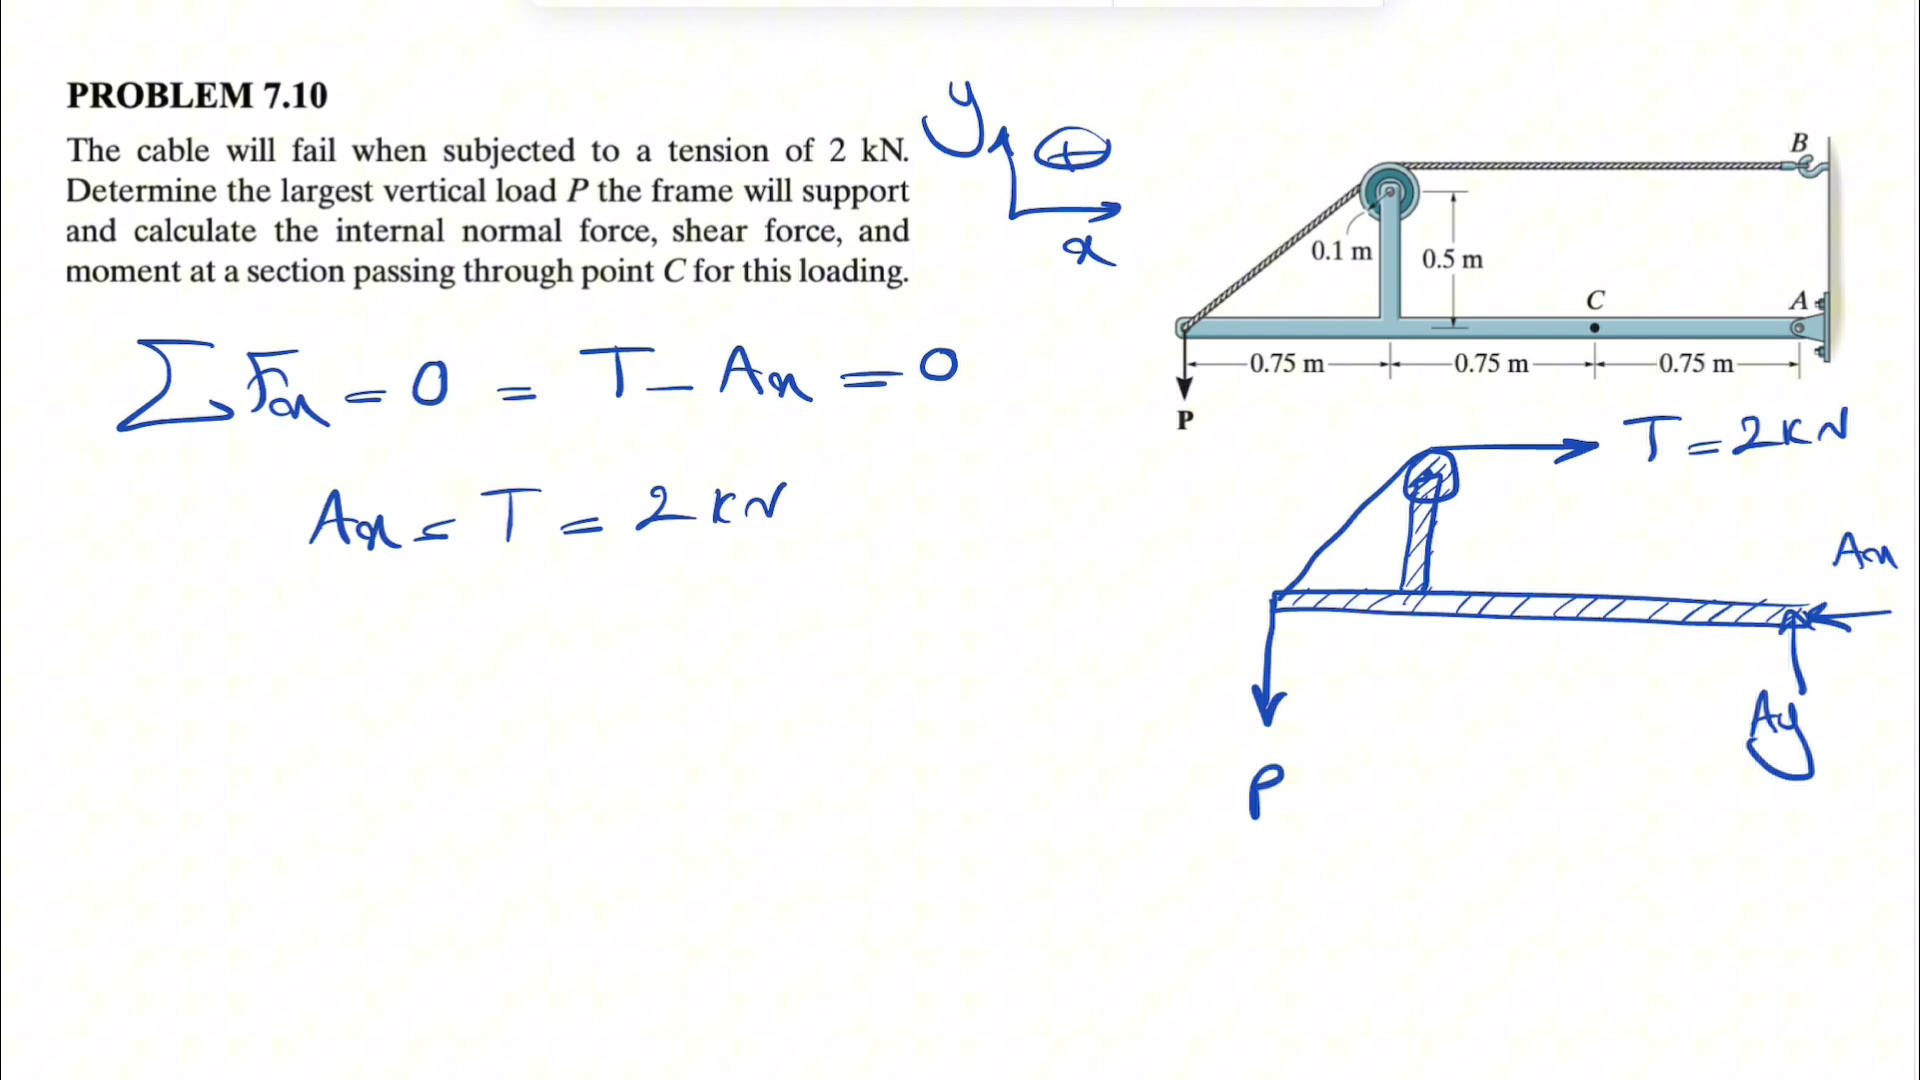 PROBLEM 7.10
The cable will fail when subjected to a tension of 2 kN.
Determine the largest vertical load P the frame will support
and calculate the internal normal force, shear force, and
moment at a section passing through point C for this loading.
y
+
x
B
0.1 m
0.5 m
C
A
0.75 m
0.75 m
0.75 m
P
∑Fx = 0 = T - Ax = 0
Ax = T = 2 KN
T = 2KN
Ax
Ay
P